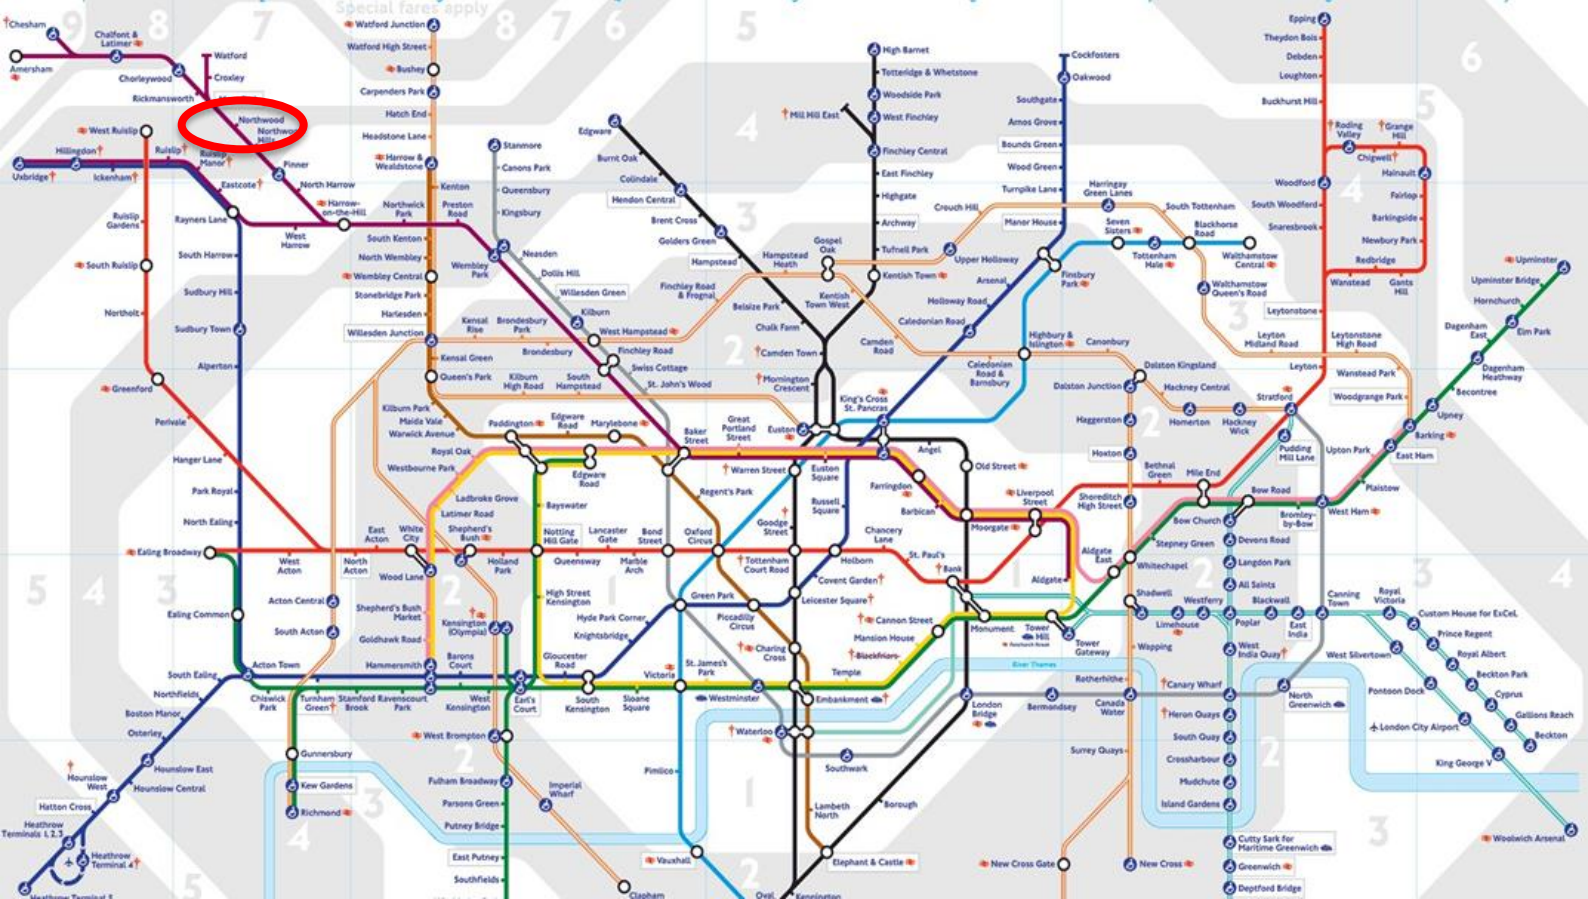 Special fares apply
9
8
7
8
7
6
5
6
†Chesham
Chalfont &
Latimer
Amersham
Chorleywood
Rickmansworth
Watford
Croxley
Northwood
Northwood
Hills
Pinner
North Harrow
Harrow-
on-the-Hill
West Ruislip
Hillingdon†
Uxbridge†
Ickenham†
Ruislip†
Ruislip
Manor†
Eastcote†
Rayners Lane
West
Harrow
Ruislip
Gardens
South Ruislip
Northolt
Greenford
Perivale
Hanger Lane
South Harrow
Sudbury Hill
Sudbury Town
Alperton
Park Royal
North Ealing
Ealing Broadway
West
Acton
North
Acton
East
Acton
White
City
Shepherd's
Bush
Holland
Park
Wood Lane
Ealing Common
Acton Central
South Acton
South Ealing
Acton Town
Northfields
Boston Manor
Osterley
Hounslow East
Hounslow Central
†
Hounslow
West
Hatton Cross
Heathrow
Terminals 1,2,3
Heathrow
Terminal 4†
Heathrow Terminal 5
Chiswick
Park
Turnham
Green†
Stamford
Brook
Ravenscourt
Park
Gunnersbury
Kew Gardens
Richmond
Watford Junction
Watford High Street
Bushey
Carpenders Park
Hatch End
Headstone Lane
Harrow &
Wealdstone
Kenton
Northwick
Park
Preston
Road
South Kenton
North Wembley
Wembley Central
Stonebridge Park
Harlesden
Willesden Junction
Kensal Green
Queen's Park
Kilburn Park
Maida Vale
Warwick Avenue
Royal Oak
Westbourne Park
Ladbroke Grove
Latimer Road
Shepherd's Bush
Market
Goldhawk Road
Hammersmith
Barons
Court
West
Kensington
Kensington
(Olympia)
Earl's
Court
West Brompton
Fulham Broadway
Parsons Green
Putney Bridge
East Putney
Southfields
Imperial
Wharf
Clapham
Stanmore
Canons Park
Queensbury
Kingsbury
Wembley
Park
Neasden
Dollis Hill
Willesden Green
Kilburn
West Hampstead
Finchley Road
Swiss Cottage
St. John's Wood
Kensal
Rise
Brondesbury
Park
Brondesbury
Kilburn
High Road
South
Hampstead
Finchley Road
& Frognal
Hampstead
Heath
Gospel
Oak
Edgware
Burnt Oak
Colindale
Hendon Central
Brent Cross
Golders Green
Hampstead
Belsize Park
Chalk Farm
†Camden Town
†Mornington
Crescent
Euston
High Barnet
Totteridge & Whetstone
Woodside Park
West Finchley
†Mill Hill East
Finchley Central
East Finchley
Highgate
Archway
Tufnell Park
Kentish Town
Kentish
Town West
Camden
Road
Crouch Hill
Upper Holloway
Cockfosters
Oakwood
Southgate
Arnos Grove
Bounds Green
Wood Green
Turnpike Lane
Manor House
Arsenal
Holloway Road
Caledonian Road
Finsbury
Park
Harringay
Green Lanes
South Tottenham
Seven
Sisters
Tottenham
Hale
Blackhorse
Road
Walthamstow
Central
Walthamstow
Queen's Road
Leyton
Midland Road
Leytonstone
High Road
Wanstead Park
Woodgrange Park
Highbury &
Islington
Caledonian
Road &
Barnsbury
Canonbury
Dalston Kingsland
Dalston Junction
Hackney Central
Haggerston
Homerton
Hackney
Wick
Hoxton
Shoreditch
High Street
Stratford
Pudding
Mill Lane
Epping
Theydon Bois
Debden
Loughton
Buckhurst Hill
†Roding
Valley
†Grange
Hill
Chigwell†
Hainault
Fairlop
Barkingside
Newbury Park
Redbridge
Gants
Hill
Wanstead
Woodford
South Woodford
Snaresbrook
Leytonstone
Leyton
Upminster
Upminster Bridge
Hornchurch
Elm Park
Dagenham
East
Dagenham
Heathway
Becontree
Upney
Barking
East Ham
Upton Park
Plaistow
West Ham
Bromley-
by-Bow
Bow Road
Bow Church
Mile End
Bethnal
Green
Stepney Green
Whitechapel
Aldgate
East
Aldgate
Liverpool
Street
Moorgate
Barbican
Farringdon
Old Street
Angel
King's Cross
St. Pancras
Euston
Square
†Warren Street
Great
Portland
Street
Baker
Street
Marylebone
Edgware
Road
Paddington
Edgware
Road
Bayswater
Notting
Hill Gate
Lancaster
Gate
Queensway
Marble
Arch
Bond
Street
Oxford
Circus
Regent's Park
Goodge
Street
†Tottenham
Court Road
Russell
Square
Holborn
Chancery
Lane
St. Paul's
Bank
Covent Garden†
Leicester Square†
Green Park
Piccadilly
Circus
Hyde Park Corner
Knightsbridge
High Street
Kensington
Gloucester
Road
South
Kensington
Sloane
Square
Victoria
St. James's
Park
Westminster
Charing
Cross
Embankment
Temple
†Blackfriars
Mansion House
†Cannon Street
Monument
Tower
Hill
Fenchurch Street
Tower
Gateway
†Waterloo
Southwark
London
Bridge
Bermondsey
Canada
Water
Borough
Lambeth
North
Elephant & Castle
Kennington
Oval
Vauxhall
Pimlico
River Thames
Shadwell
Wapping
Rotherhithe
Surrey Quays
New Cross Gate
New Cross
Limehouse
Westferry
Poplar
Blackwall
East
India
Canning
Town
Devons Road
Langdon Park
All Saints
West
India Quay†
†Canary Wharf
†Heron Quays
South Quay
Crossharbour
Mudchute
Island Gardens
Cutty Sark for
Maritime Greenwich
Greenwich
Deptford Bridge
North
Greenwich
Royal
Victoria
Custom House for ExCeL
Prince Regent
Royal Albert
Beckton Park
Cyprus
Gallions Reach
Beckton
West Silvertown
Pontoon Dock
London City Airport
King George V
Woolwich Arsenal